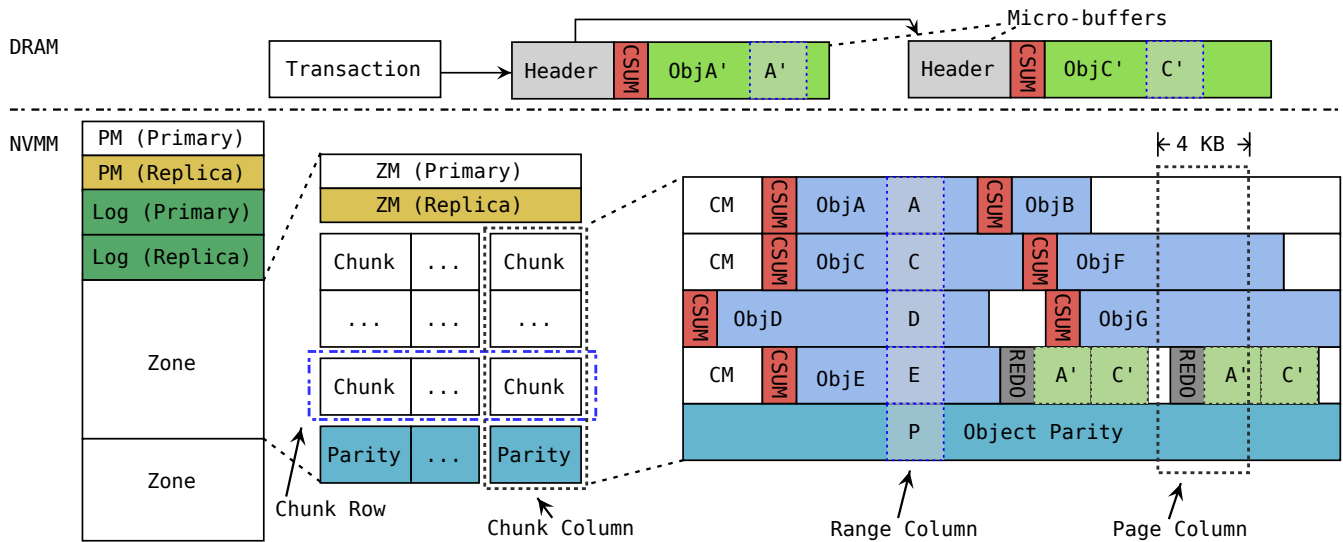 Micro-buffers
DRAM
Transaction
Header CSUM ObjA' A'
Header CSUM ObjC' C'
NVMM
PM (Primary)
PM (Replica)
Log (Primary)
Log (Replica)
Zone
Zone
ZM (Primary)
ZM (Replica)
Chunk ... Chunk
... ... ...
Chunk ... Chunk
Parity ... Parity
Chunk Row
Chunk Column
4 KB
CM CSUM ObjA A CSUM ObjB
CM CSUM ObjC C CSUM ObjF
CSUM ObjD D CSUM ObjG
CM CSUM ObjE E REDO A' C' REDO A' C'
P Object Parity
Range Column
Page Column